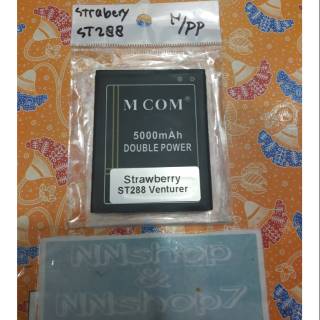 Strabery
ST288
H/PP
M COM
5000mAh
DOUBLE POWER
Strawberry
ST288 Venturer
NNshop
&
NNshop7